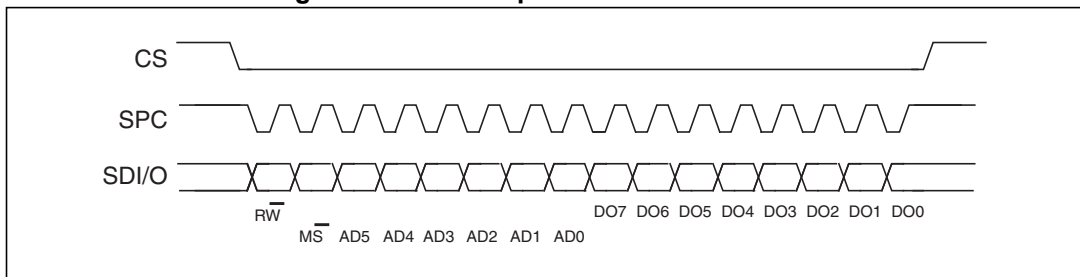 CS
SPC
SDI/O
RW
DO7 DO6 DO5 DO4 DO3 DO2 DO1 DO0
MS AD5 AD4 AD3 AD2 AD1 AD0